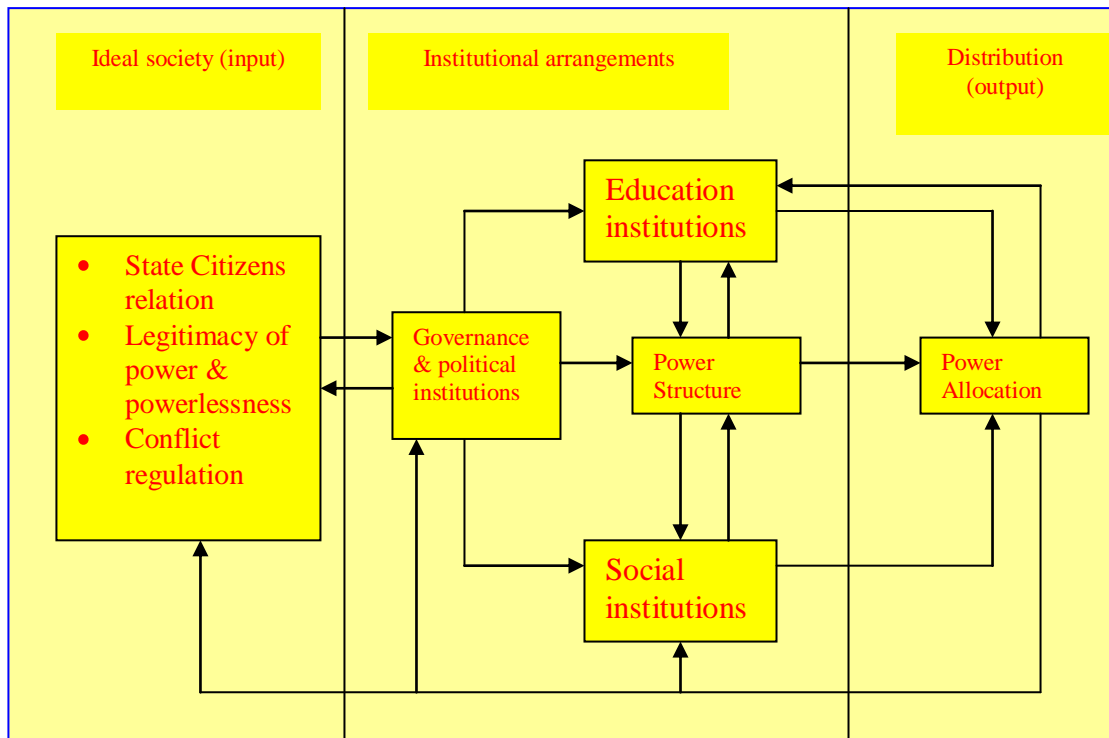 Ideal society (input)
Institutional arrangements
Distribution
(output)
• State Citizens
relation
• Legitimacy of
power &
powerlessness
• Conflict
regulation
Governance
& political
institutions
Education
institutions
Power
Structure
Social
institutions
Power
Allocation